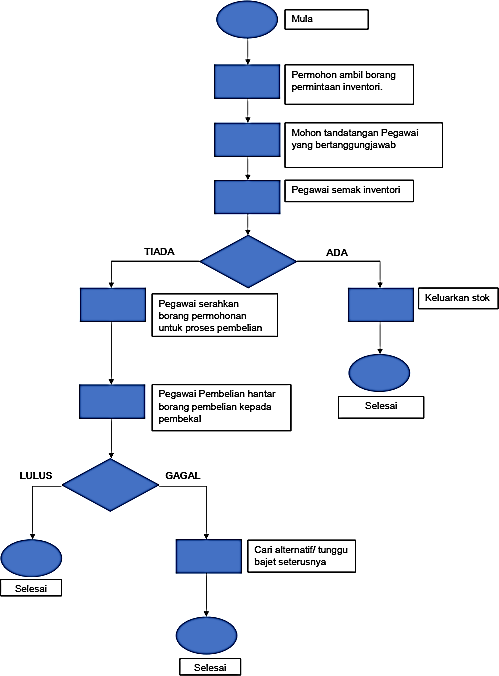 Mula
Permohon ambil borang
permintaan inventori.
Mohon tandatangan Pegawai
yang bertanggungjawab
Pegawai semak inventori
TIADA
ADA
Pegawai serahkan
borang permohonan
untuk proses pembelian
Keluarkan stok
Pegawai Pembelian hantar
borang pembelian kepada
pembekal
Selesai
LULUS
GAGAL
Cari alternatif/ tunggu
bajet seterusnya
Selesai
Selesai